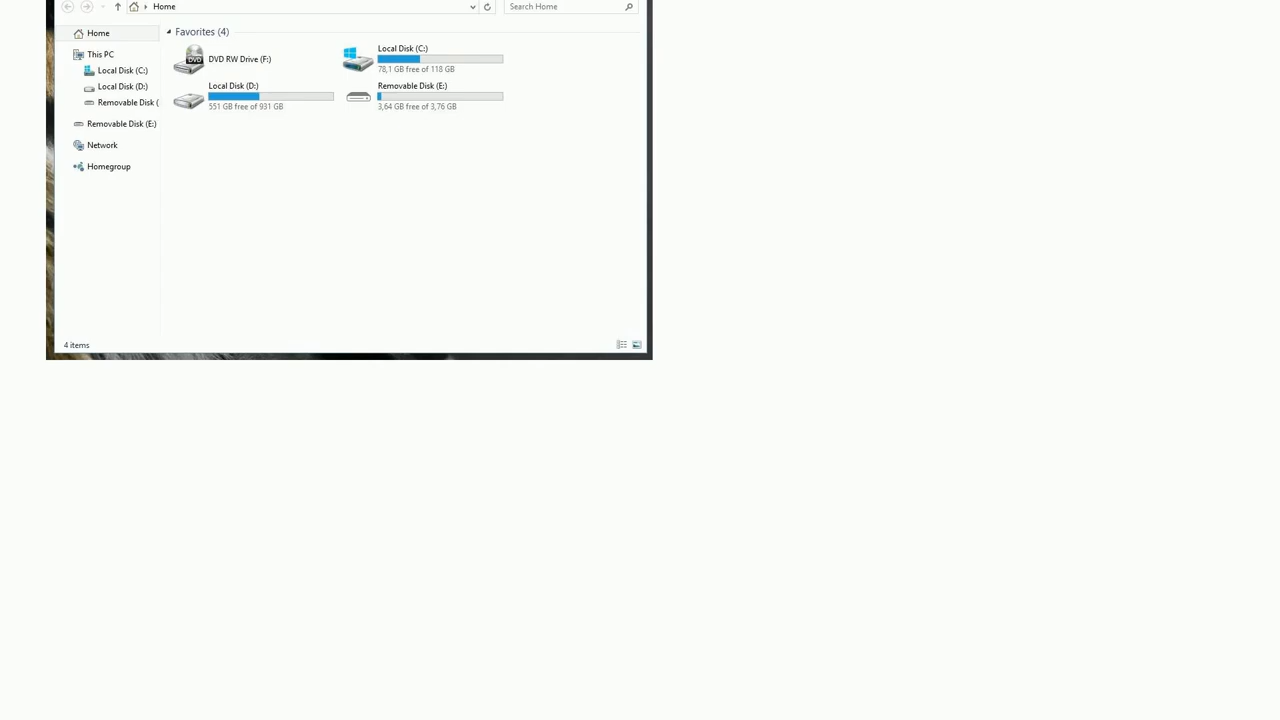 Home
Search Home
Home
This PC
Local Disk (C:)
Local Disk (D:)
Removable Disk (
Removable Disk (E:)
Network
Homegroup
Favorites (4)
DVD
DVD RW Drive (F:)
Local Disk (C:)
78,1 GB free of 118 GB
Local Disk (D:)
551 GB free of 931 GB
Removable Disk (E:)
3,64 GB free of 3,76 GB
4 items